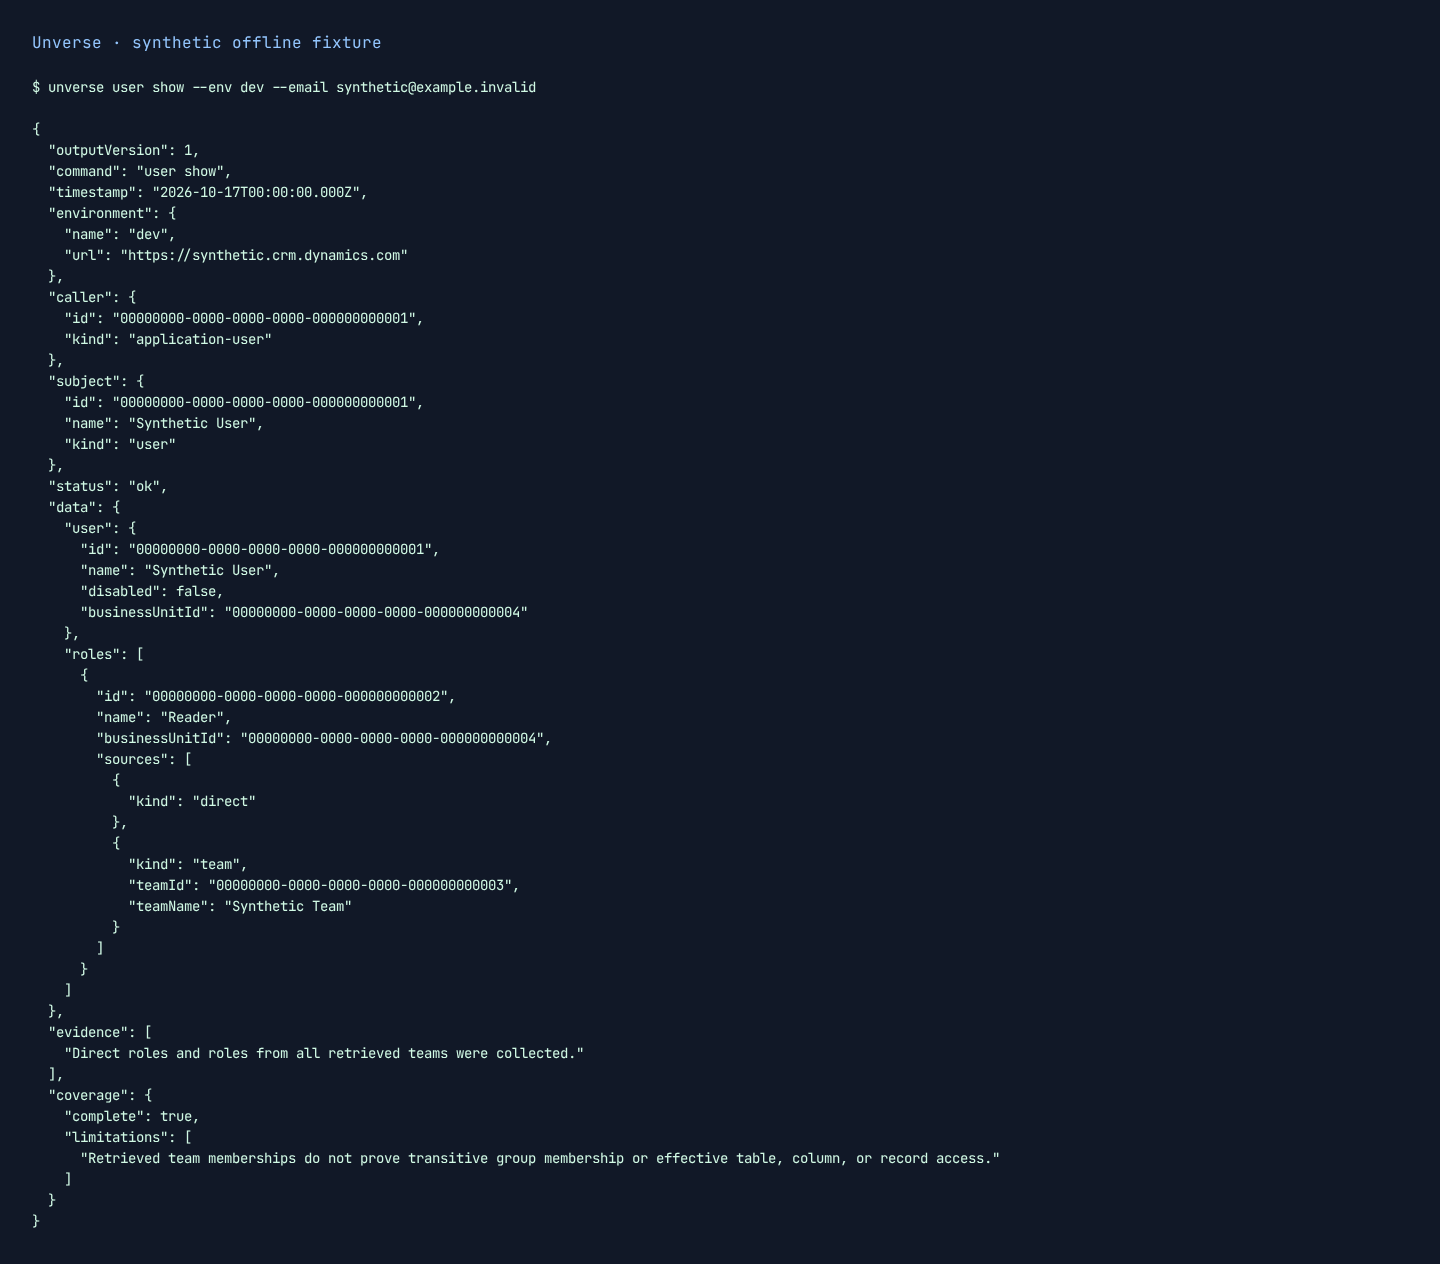 Unverse · synthetic offline fixture
$ unverse user show --env dev --email synthetic@example.invalid
{
  "outputVersion": 1,
  "command": "user show",
  "timestamp": "2026-10-17T00:00:00.000Z",
  "environment": {
    "name": "dev",
    "url": "https://synthetic.crm.dynamics.com"
  },
  "caller": {
    "id": "00000000-0000-0000-0000-000000000001",
    "kind": "application-user"
  },
  "subject": {
    "id": "00000000-0000-0000-0000-000000000001",
    "name": "Synthetic User",
    "kind": "user"
  },
  "status": "ok",
  "data": {
    "user": {
      "id": "00000000-0000-0000-0000-000000000001",
      "name": "Synthetic User",
      "disabled": false,
      "businessUnitId": "00000000-0000-0000-0000-000000000004"
    },
    "roles": [
      {
        "id": "00000000-0000-0000-0000-000000000002",
        "name": "Reader",
        "businessUnitId": "00000000-0000-0000-0000-000000000004",
        "sources": [
          {
            "kind": "direct"
          },
          {
            "kind": "team",
            "teamId": "00000000-0000-0000-0000-000000000003",
            "teamName": "Synthetic Team"
          }
        ]
      }
    ]
  },
  "evidence": [
    "Direct roles and roles from all retrieved teams were collected."
  ],
  "coverage": {
    "complete": true,
    "limitations": [
      "Retrieved team memberships do not prove transitive group membership or effective table, column, or record access."
    ]
  }
}